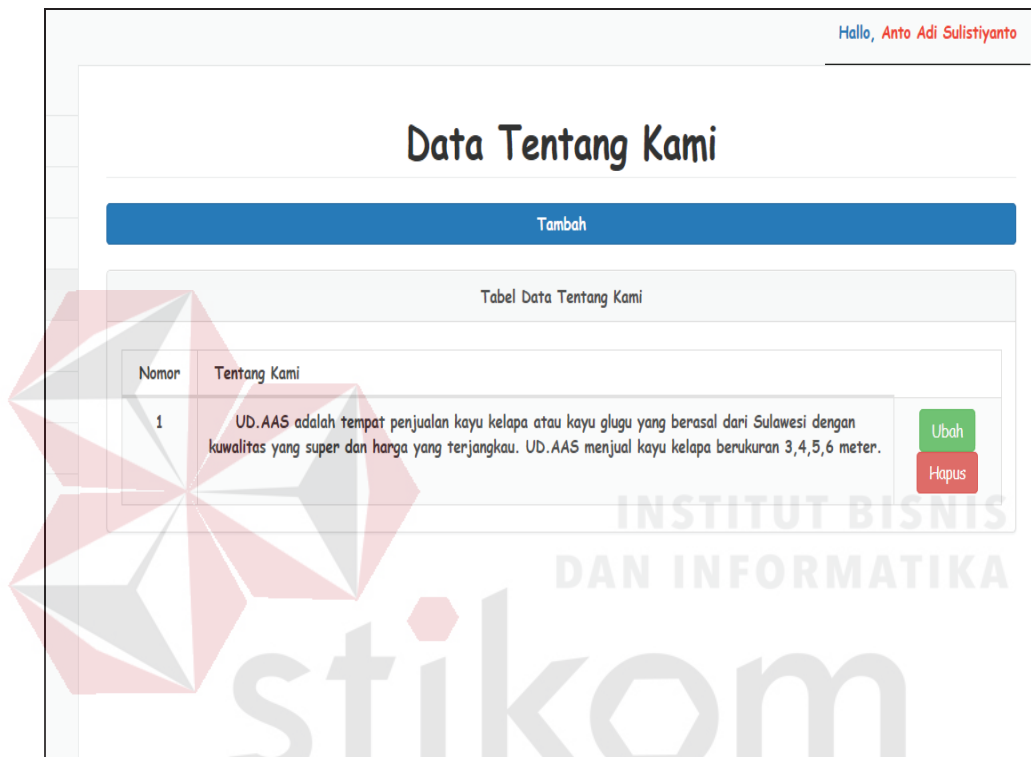 Hallo, Anto Adi Sulistiyanto
Data Tentang Kami
Tambah
Tabel Data Tentang Kami
Nomor Tentang Kami
1 UD.AAS adalah tempat penjualan kayu kelapa atau kayu glugu yang berasal dari Sulawesi dengan
kuwalitas yang super dan harga yang terjangkau. UD.AAS menjual kayu kelapa berukuran 3,4,5,6 meter.
Ubah
Hapus
INSTITUT BISNIS
DAN INFORMATIKA
stikom